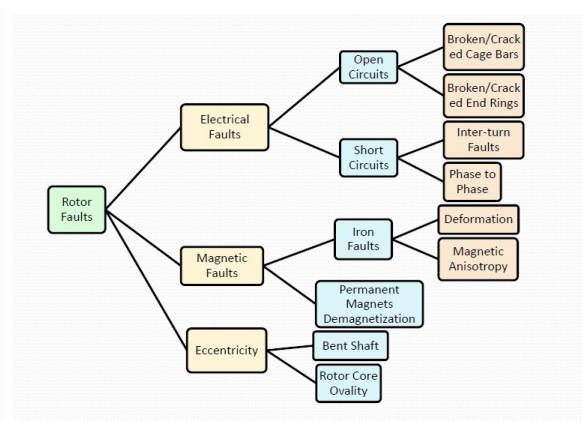 Rotor
Faults
Electrical
Faults
Magnetic
Faults
Eccentricity
Open
Circuits
Short
Circuits
Iron
Faults
Permanent
Magnets
Demagnetization
Bent Shaft
Rotor Core
Ovality
Broken/Crack
ed Cage Bars
Broken/Crack
ed End Rings
Inter-turn
Faults
Phase to
Phase
Deformation
Magnetic
Anisotropy